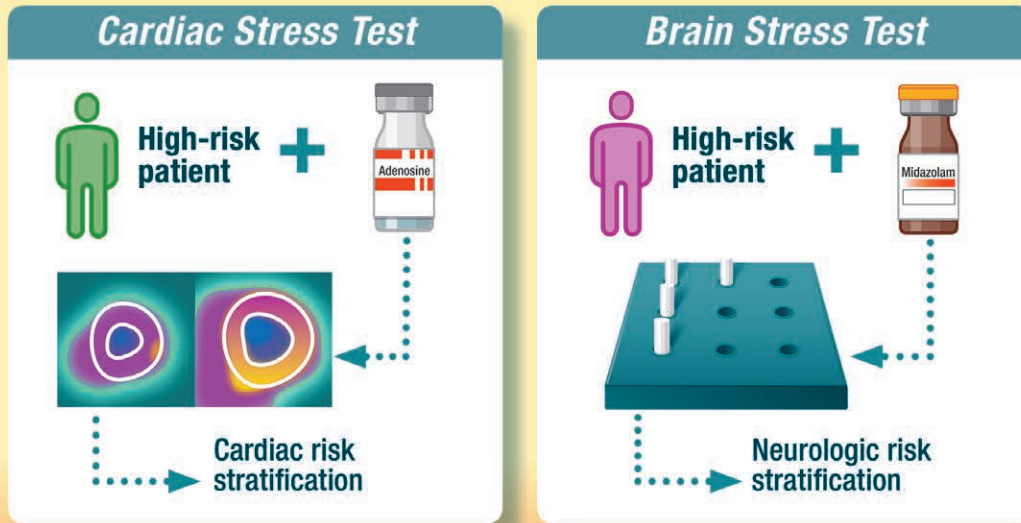 Cardiac Stress Test
High-risk
patient
+
Adenosine
Cardiac risk
stratification
Brain Stress Test
High-risk
patient
+
Midazolam
Neurologic risk
stratification